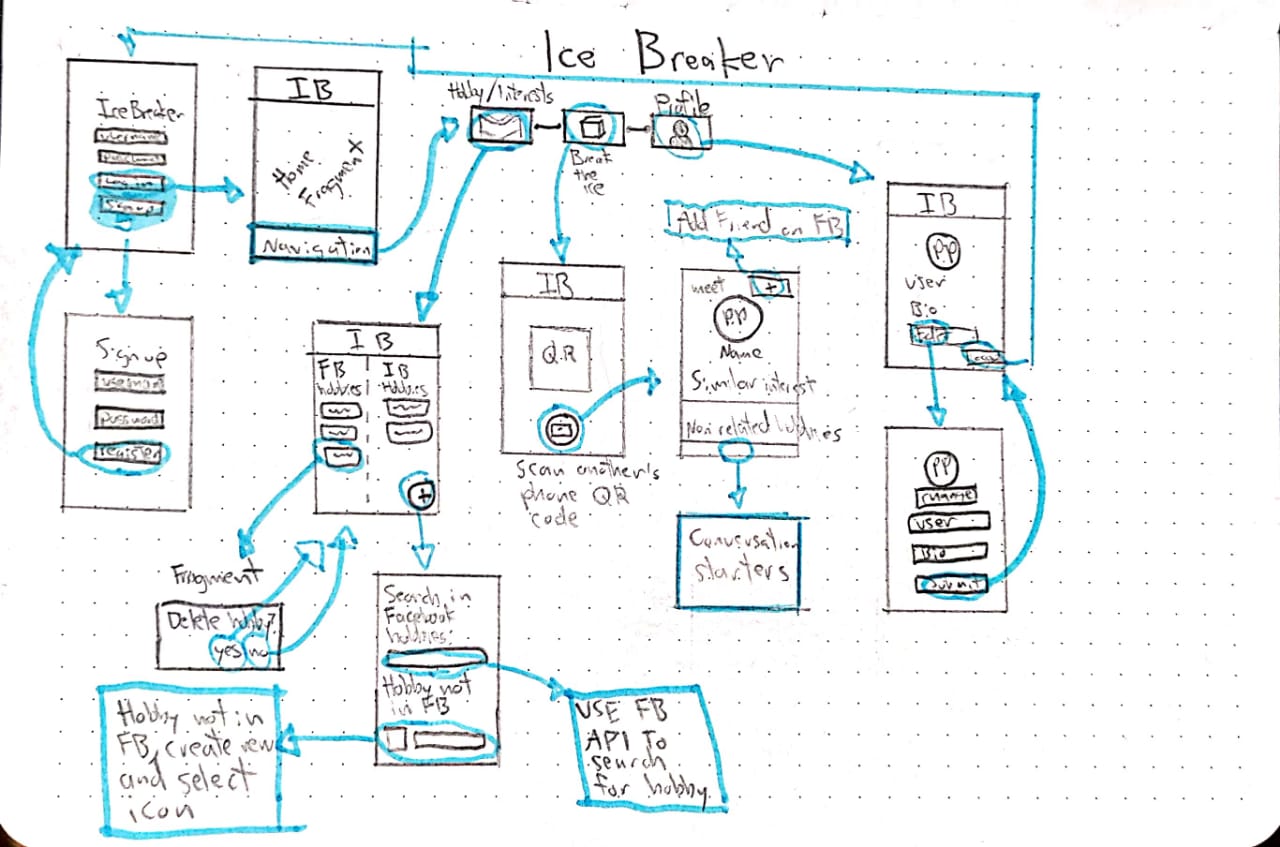 Ice Breaker
Ice Breaker
username
password
Log in
Sign up
IB
Home
Fragment
Navigation
Hobby/Interests
Break
the
ice
Profile
Sign up
username
password
register
IB
FB
hobbies
IB
Hobbies
+
Fragment
Delete hobby?
yes no
Search in
Facebook
hobbies:
Hobby not
in FB
Hobby not in
FB, create new
and select
icon
USE FB
API To
search
for hobby.
IB
QR
Scan another's
phone QR
code
Add Friend on FB
meet +
P.P
Name
Similar interest
Non related hobbies
Conversation
starters
IB
PP
User
Bio
Edit
PP
change
user
Bio
Submit